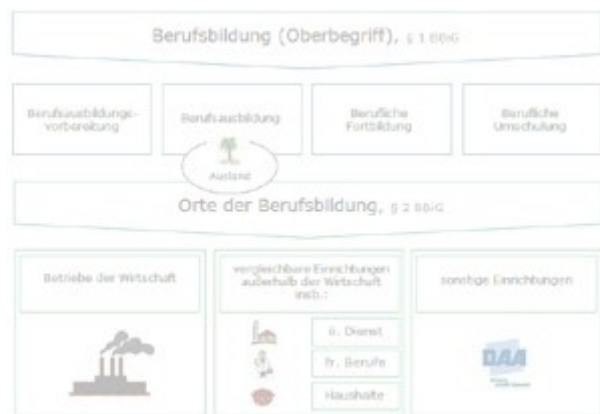 Berufsbildung (Oberbegriff), § 1 BBiG
Berufsausbildungs-
vorbereitung
Berufsausbildung
Berufliche
Fortbildung
Berufliche
Umschulung
Ausland
Orte der Berufsbildung, § 2 BBiG
Betriebe der Wirtschaft
vergleichbare Einrichtungen
außerhalb der Wirtschaft
insb.:
ö. Dienst
fr. Berufe
Haushalte
sonstige Einrichtungen
DAA